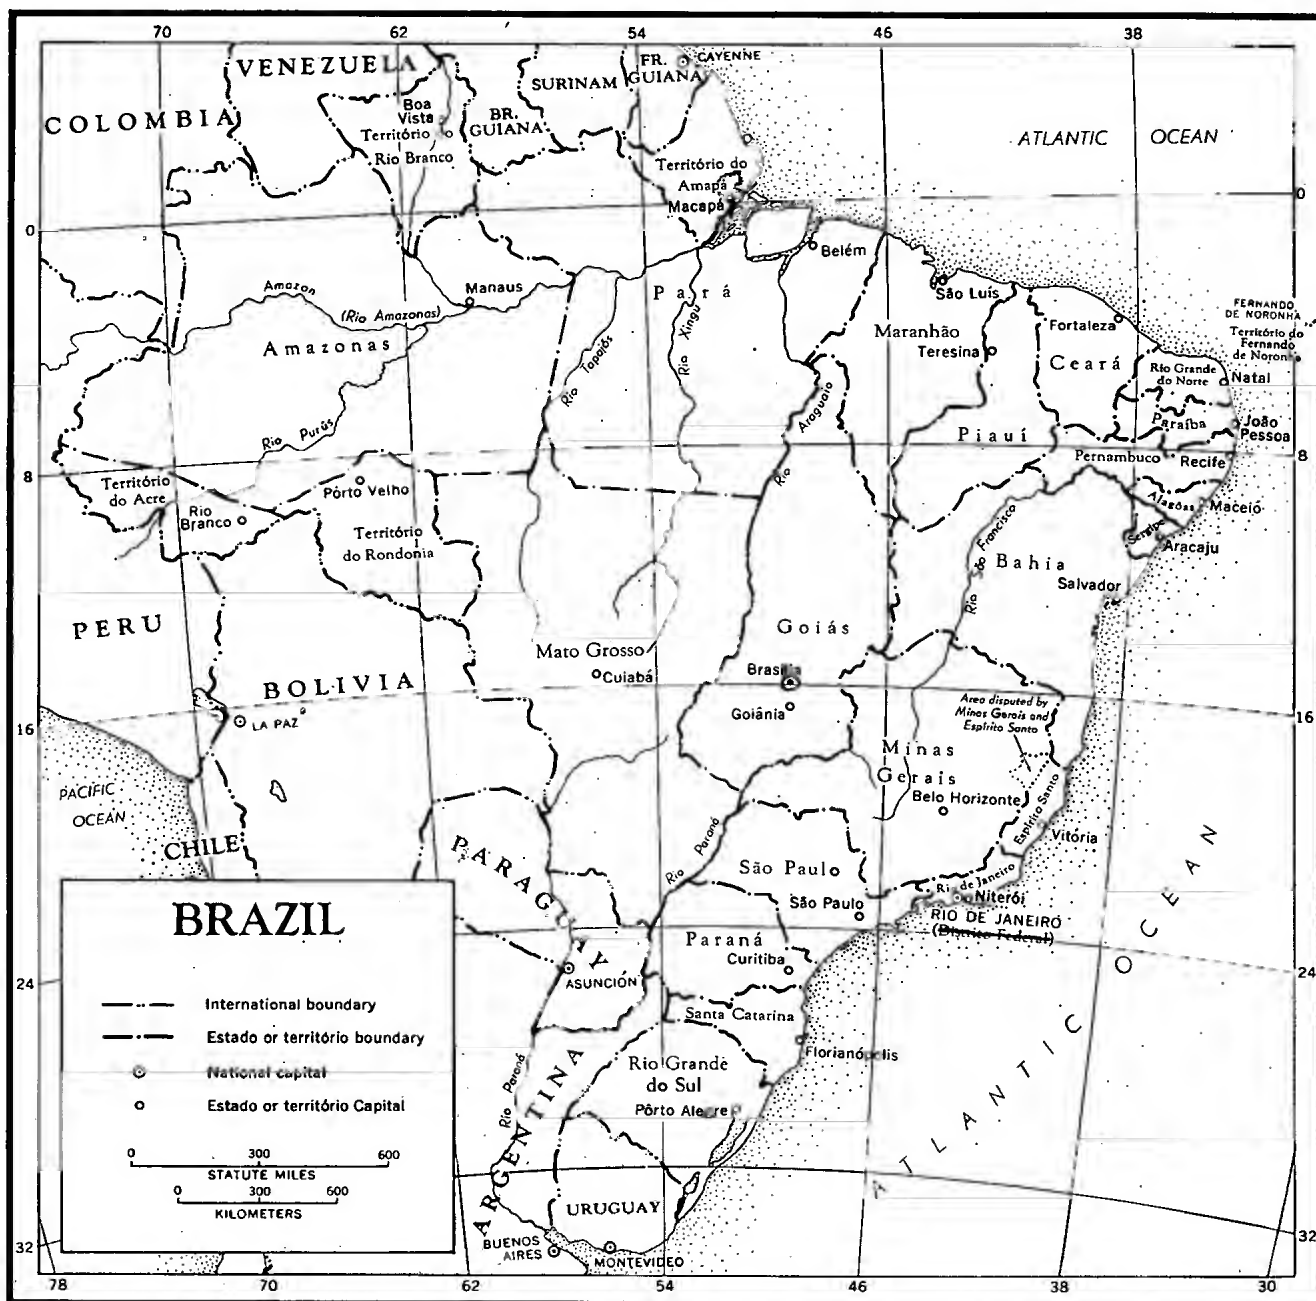 70 62 54 46 38
VENEZUELA
COLOMBIA
SURINAM
FR.
GUIANA
CAYENNE
BR.
GUIANA
Boa
Vista
Território
Rio Branco
ATLANTIC OCEAN
Território do
Amapá
Macapá
0
0
Belém
Amazon
(Rio Amazonas)
Manaus
Amazonas
Pará
Rio Xingu
Rio Tapajós
São Luís
Maranhão
Teresina
Fortaleza
Ceará
FERNANDO
DE NORONHA
Território do
Fernando
de Noronha
Rio Grande
do Norte
Natal
Paraíba
João
Pessoa
Rio Araguaio
Piauí
Pernambuco
Recife
Rio Purús
8
8
Território
do Acre
Rio
Branco
Pôrto Velho
Território
do Rondonia
Alagôas
Maceió
Sergipe
Aracaju
Rio São Francisco
Bahia
Salvador
PERU
Mato Grosso
Cuiabá
Goiás
Brasília
Goiânia
BOLIVIA
LA PAZ
Area disputed by
Minas Gerais and
Espírito Santo
16
16
Minas
Gerais
Belo Horizonte
Espírito Santo
Vitória
PACIFIC
OCEAN
CHILE
PARAGUAY
Rio Paraná
São Paulo
São Paulo
Rio de Janeiro
Niterói
RIO DE JANEIRO
(Distrito Federal)
Paraná
Curitiba
ASUNCIÓN
Santa Catarina
Florianópolis
24
24
ATLANTIC OCEAN
Rio Grande
do Sul
Pôrto Alegre
Rio Paraná
ARGENTINA
URUGUAY
BUENOS
AIRES
MONTEVIDEO
BRAZIL
International boundary
Estado or território boundary
National capital
Estado or território Capital
0 300 600
STATUTE MILES
0 300 600
KILOMETERS
32
32
78 70 62 54 46 38 30